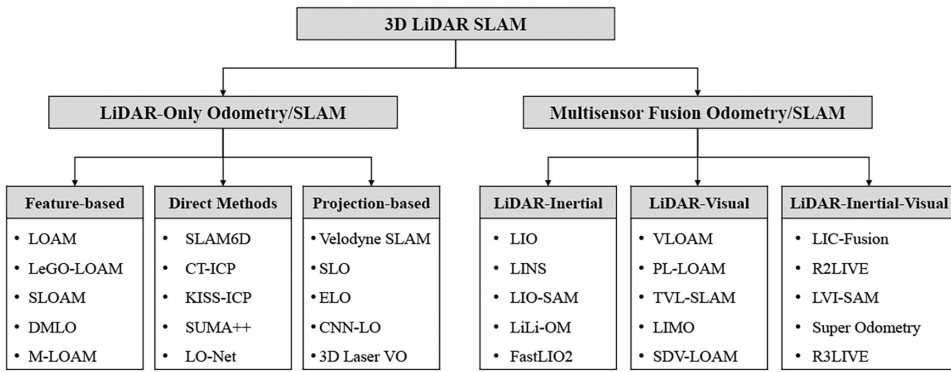 3D LiDAR SLAM
LiDAR-Only Odometry/SLAM
Multisensor Fusion Odometry/SLAM
Feature-based
• LOAM
• LeGO-LOAM
• SLOAM
• DMLO
• M-LOAM
Direct Methods
• SLAM6D
• CT-ICP
• KISS-ICP
• SUMA++
• LO-Net
Projection-based
• Velodyne SLAM
• SLO
• ELO
• CNN-LO
• 3D Laser VO
LiDAR-Inertial
• LIO
• LINS
• LIO-SAM
• LiLi-OM
• FastLIO2
LiDAR-Visual
• VLOAM
• PL-LOAM
• TVL-SLAM
• LIMO
• SDV-LOAM
LiDAR-Inertial-Visual
• LIC-Fusion
• R2LIVE
• LVI-SAM
• Super Odometry
• R3LIVE